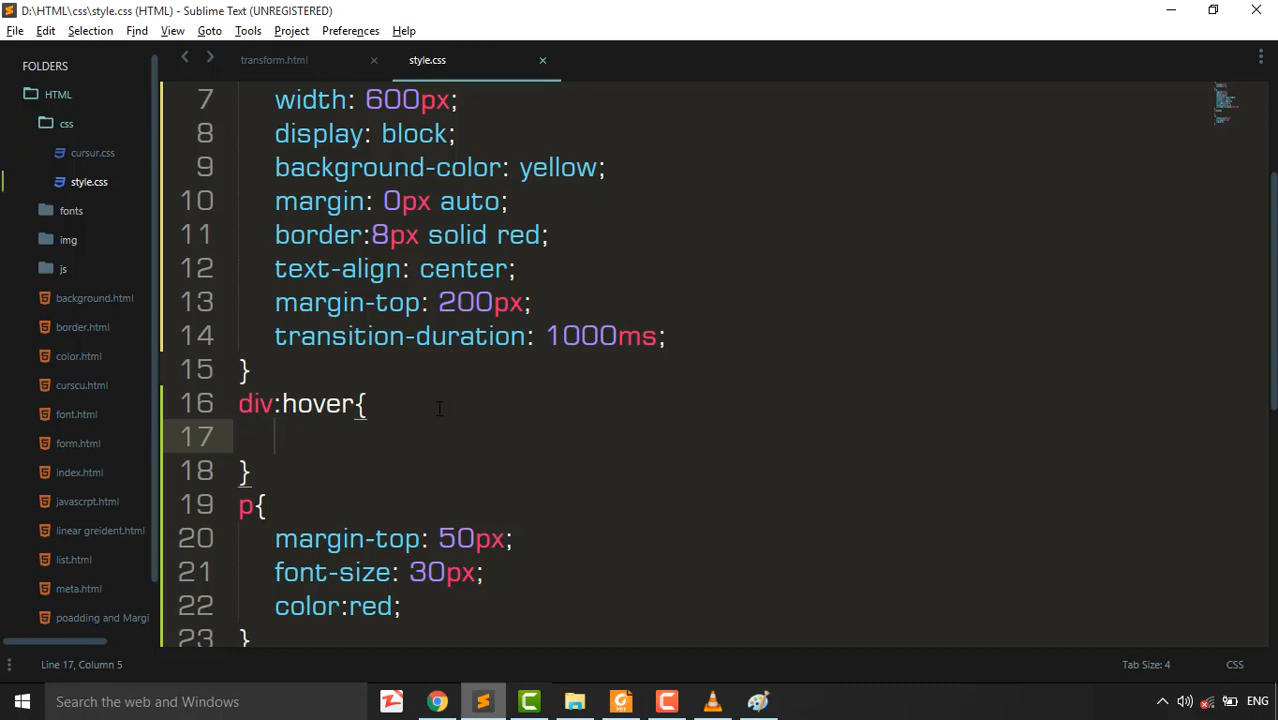 D:\HTML\css\style.css (HTML) - Sublime Text (UNREGISTERED)
File Edit Selection Find View Goto Tools Project Preferences Help
FOLDERS
HTML
css
cursur.css
style.css
fonts
img
js
background.html
border.html
color.html
curscu.html
font.html
form.html
index.html
javascrpt.html
linear greident.html
list.html
meta.html
poadding and Margi
transform.html
style.css
7 width: 600px;
8 display: block;
9 background-color: yellow;
10 margin: 0px auto;
11 border:8px solid red;
12 text-align: center;
13 margin-top: 200px;
14 transition-duration: 1000ms;
15 }
16 div:hover{
17
18 }
19 p{
20 margin-top: 50px;
21 font-size: 30px;
22 color:red;
23 }
Line 17, Column 5
Tab Size: 4
CSS
Search the web and Windows
ENG